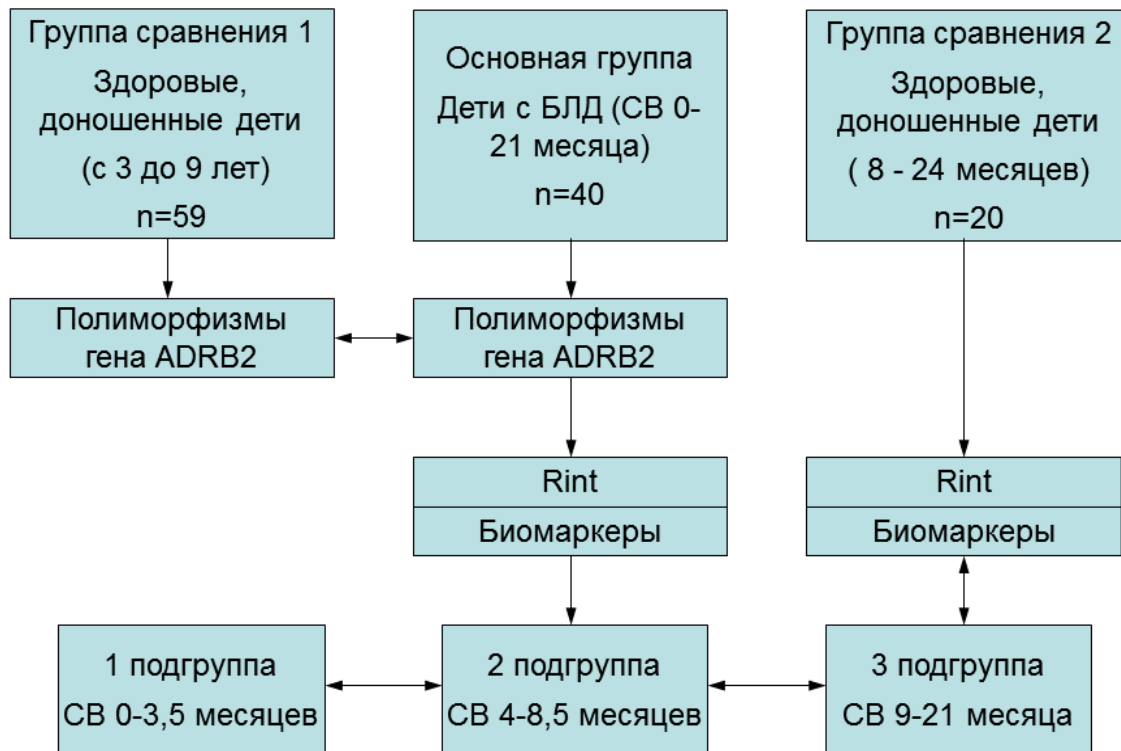 Группа сравнения 1
Здоровые,
доношенные дети
(с 3 до 9 лет)
n=59
Основная группа
Дети с БЛД (СВ 0-
21 месяца)
n=40
Группа сравнения 2
Здоровые,
доношенные дети
( 8 - 24 месяцев)
n=20
Полиморфизмы
гена ADRB2
Полиморфизмы
гена ADRB2
Rint
Биомаркеры
Rint
Биомаркеры
1 подгруппа
СВ 0-3,5 месяцев
2 подгруппа
СВ 4-8,5 месяцев
3 подгруппа
СВ 9-21 месяца